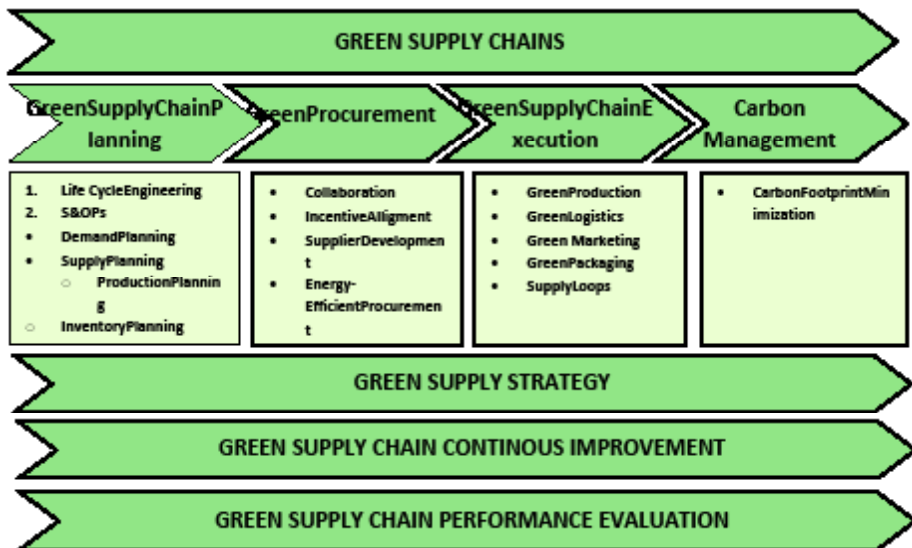 GREEN SUPPLY CHAINS
GreenSupplyChainP
lanning
reenProcurement
GreenSupplyChainE
xecution
Carbon
Management
1. Life CycleEngineering
2. S&OPs
• DemandPlanning
• SupplyPlanning
○ ProductionPlannin
g
○ InventoryPlanning
• Collaboration
• IncentiveAlligment
• SupplierDevelopmen
t
• Energy-
EfficientProcuremen
t
• GreenProduction
• GreenLogistics
• Green Marketing
• GreenPackaging
• SupplyLoops
• CarbonFootprintMin
imization
GREEN SUPPLY STRATEGY
GREEN SUPPLY CHAIN CONTINOUS IMPROVEMENT
GREEN SUPPLY CHAIN PERFORMANCE EVALUATION